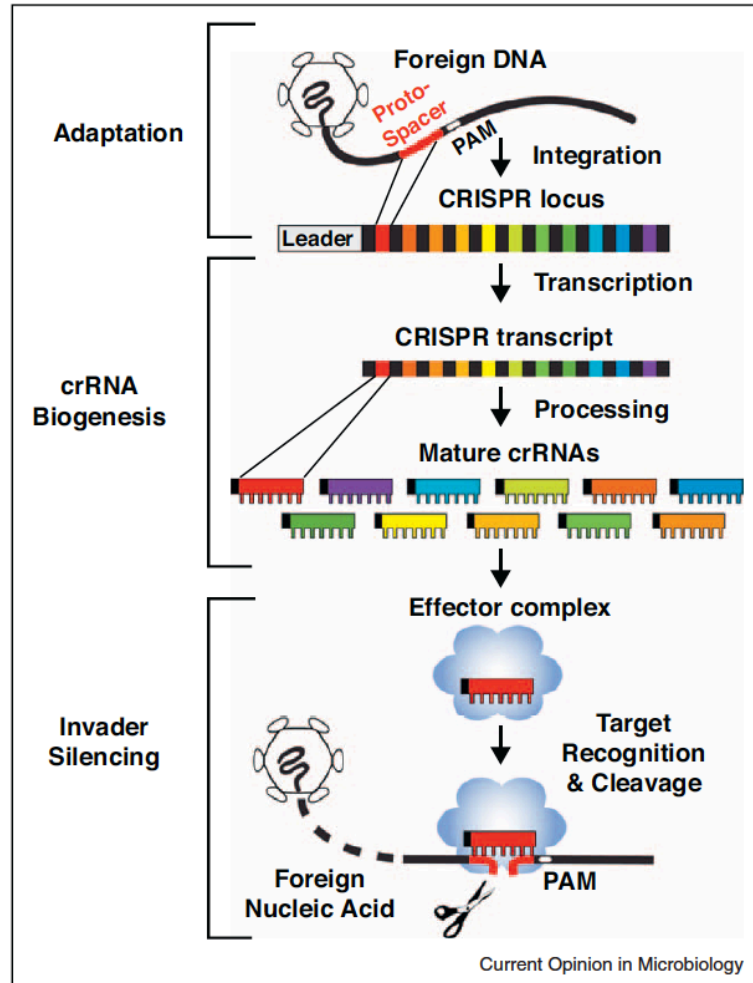 Foreign DNA
Proto-
Spacer
PAM
Adaptation
Integration
CRISPR locus
Leader
Transcription
CRISPR transcript
crRNA
Biogenesis
Processing
Mature crRNAs
Effector complex
Invader
Silencing
Target
Recognition
& Cleavage
Foreign
Nucleic Acid
PAM
Current Opinion in Microbiology